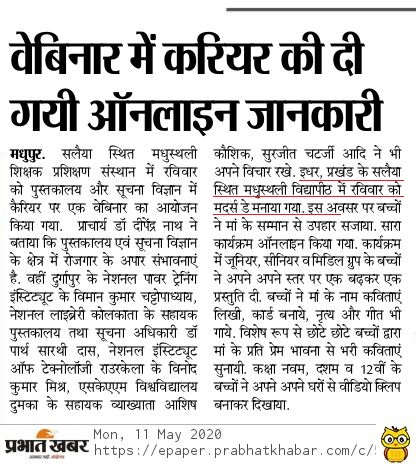 वेबिनार में करियर की दी
गयी ऑनलाइन जानकारी
मधुपुर. सलैया स्थित मधुस्थली
शिक्षक प्रशिक्षण संस्थान में रविवार
को पुस्तकालय और सूचना विज्ञान में
कैरियर पर एक वेबिनार का आयोजन
किया गया. प्राचार्य डॉ दीपेंद्र नाथ ने
बताया कि पुस्तकालय एवं सूचना विज्ञान
के क्षेत्र में रोजगार के अपार संभावनाएं
है. वहीं दुर्गापुर के नेशनल पावर ट्रेनिंग
इंस्टिट्यूट के विमान कुमार चट्टोपाध्याय,
नेशनल लाइब्रेरी कोलकाता के सहायक
पुस्तकालय तथा सूचना अधिकारी डॉ
पार्थ सारथी दास, नेशनल इंस्टिट्यूट
ऑफ टेक्नोलॉजी राउरकेला के विनोद
कुमार मिश्र, एसकेएमयू विश्वविद्यालय
दुमका के सहायक व्याख्याता आशिष
कौशिक, सुरजीत चटर्जी आदि ने भी
अपने विचार रखे. इधर, प्रखंड के सलैया
स्थित मधुस्थली विद्यापीठ में रविवार को
मदर्स डे मनाया गया. इस अवसर पर बच्चों
ने मां के सम्मान से उपहार सजाया. सारा
कार्यक्रम ऑनलाइन किया गया. कार्यक्रम
में जूनियर, सीनियर व मिडिल ग्रुप के बच्चों
ने अपने अपने स्तर पर एक बढ़कर एक
प्रस्तुति दी. बच्चों ने मां के नाम कविताएं
लिखी, कार्ड बनाये, नृत्य और गीत भी
गाये. विशेष रूप से छोटे छोटे बच्चों द्वारा
मां के प्रति प्रेम भावना से भरी कविताएं
सुनायी. कक्षा नवम, दशम व 12वीं के
बच्चों ने अपने अपने घरों से वीडियो क्लिप
बनाकर दिखाया.
प्रभात खबर
Mon, 11 May 2020
https://epaper.prabhatkhabar.com/c/5